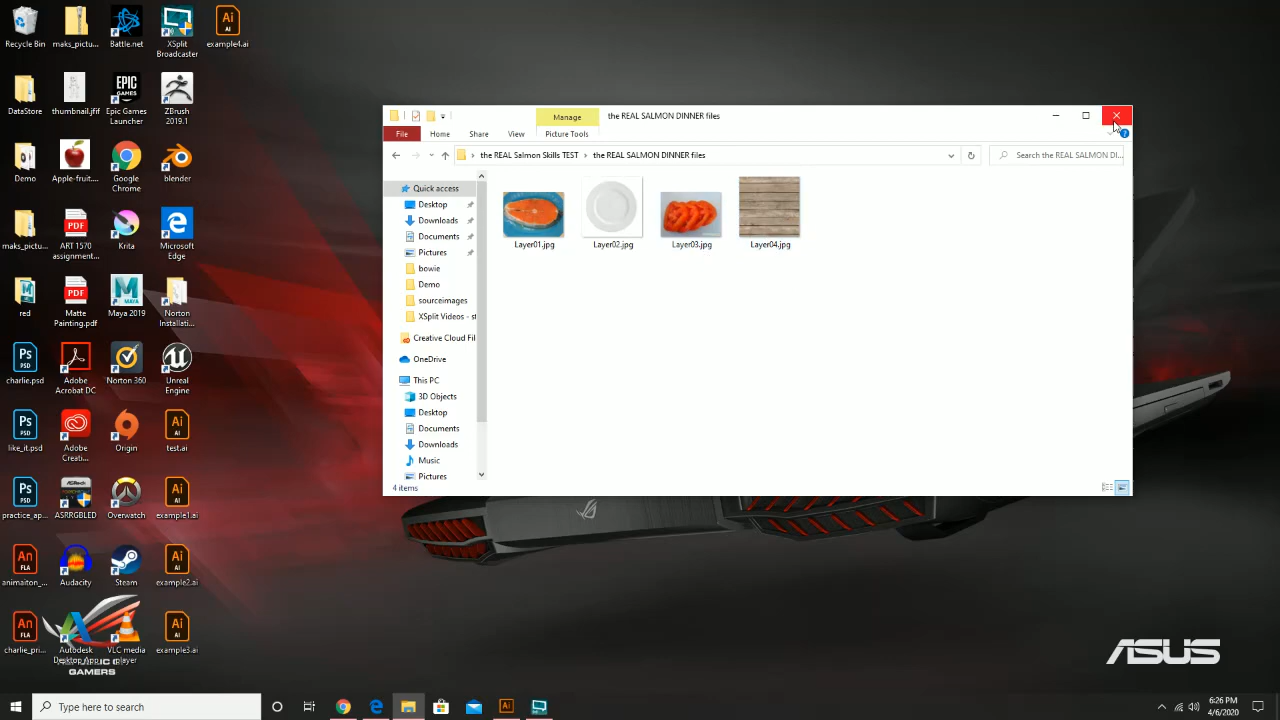 Recycle Bin
maks_pictu...
Battle.net
XSplit
Broadcaster
example4.ai
DataStore
thumbnail.jfif
Epic Games
Launcher
ZBrush
2019.1
Demo
Apple-fruit....
Google
Chrome
blender
maks_pictu...
ART 1570
assignment...
Krita
Microsoft
Edge
red
Matte
Painting.pdf
Maya 2019
Norton
Installati...
charlie.psd
Adobe
Acrobat DC
Norton 360
Unreal
Engine
like_it.psd
Adobe
Creati...
Origin
test.ai
practice_ap...
ASRRGBLED
Overwatch
example1.ai
animaiton_...
Audacity
Steam
example2.ai
charlie_pri...
Autodesk
Desktop App
VLC media
player
example3.ai
GAMERS
Manage
the REAL SALMON DINNER files
File
Home
Share
View
Picture Tools
the REAL Salmon Skills TEST
the REAL SALMON DINNER files
Search the REAL SALMON DI...
Quick access
Desktop
Downloads
Documents
Pictures
bowie
Demo
sourceimages
XSplit Videos - st
Creative Cloud Fil
OneDrive
This PC
3D Objects
Desktop
Documents
Downloads
Music
Pictures
Layer01.jpg
Layer02.jpg
Layer03.jpg
Layer04.jpg
4 items
ASUS
Type here to search
6:26 PM
4/6/2020